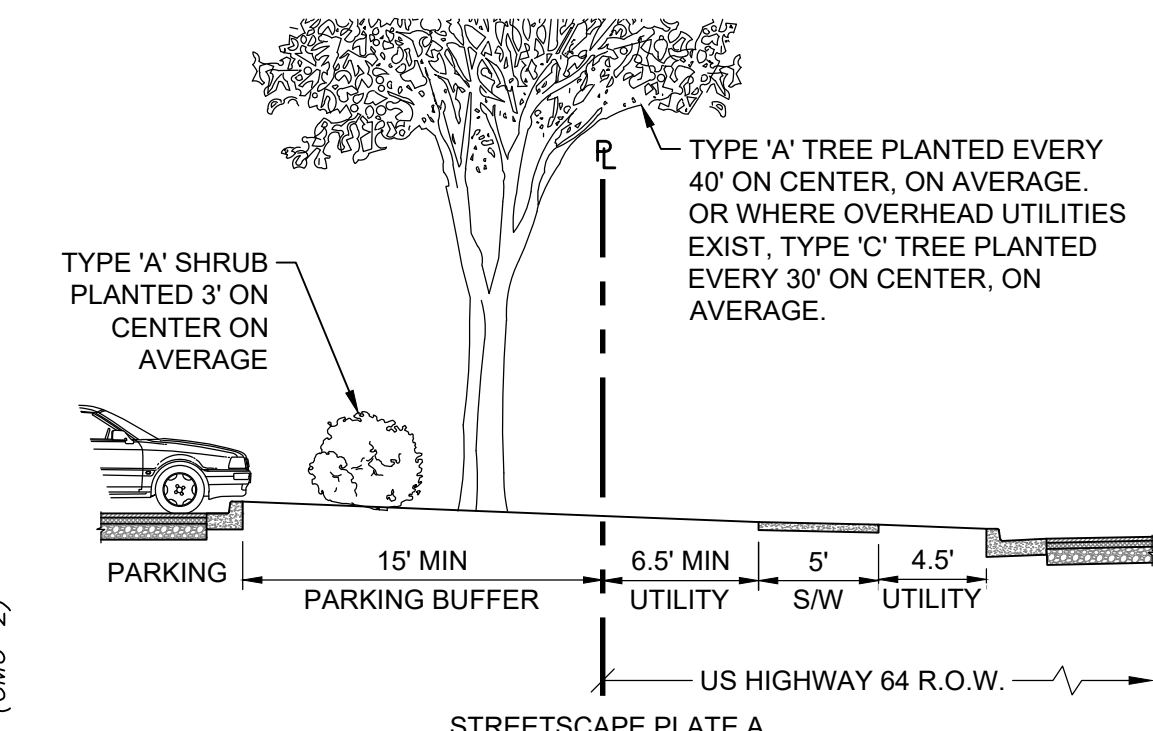 PL
TYPE 'A' TREE PLANTED EVERY
40' ON CENTER, ON AVERAGE.
OR WHERE OVERHEAD UTILITIES
EXIST, TYPE 'C' TREE PLANTED
EVERY 30' ON CENTER, ON
AVERAGE.
TYPE 'A' SHRUB
PLANTED 3' ON
CENTER ON
AVERAGE
PARKING
15' MIN
PARKING BUFFER
6.5' MIN
UTILITY
5'
S/W
4.5'
UTILITY
US HIGHWAY 64 R.O.W.
STREETSCAPE PLATE A